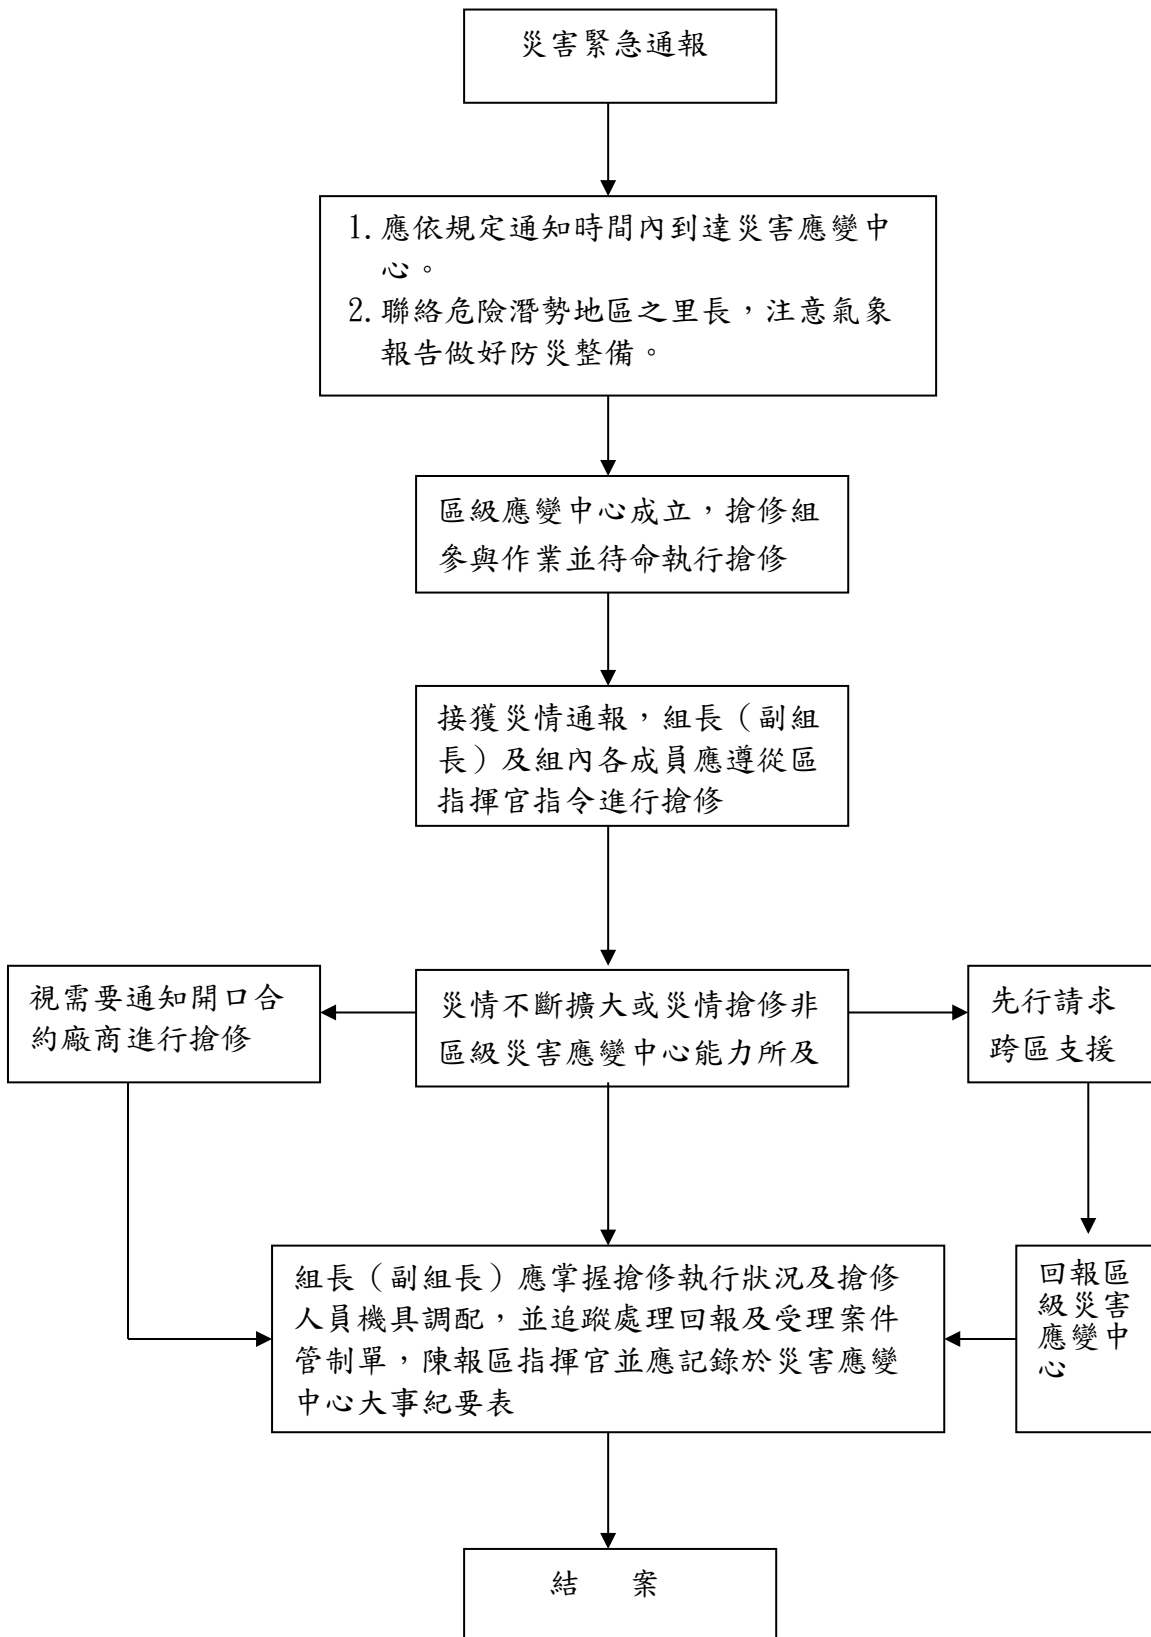 災害緊急通報
1. 應依規定通知時間內到達災害應變中
心。
2. 聯絡危險潛勢地區之里長，注意氣象
報告做好防災整備。
區級應變中心成立，搶修組
參與作業並待命執行搶修
接獲災情通報，組長（副組
長）及組內各成員應遵從區
指揮官指令進行搶修
視需要通知開口合
約廠商進行搶修
災情不斷擴大或災情搶修非
區級災害應變中心能力所及
先行請求
跨區支援
組長（副組長）應掌握搶修執行狀況及搶修
人員機具調配，並追蹤處理回報及受理案件
管制單，陳報區指揮官並應記錄於災害應變
中心大事紀要表
回報區
級災害
應變中
心
結　案